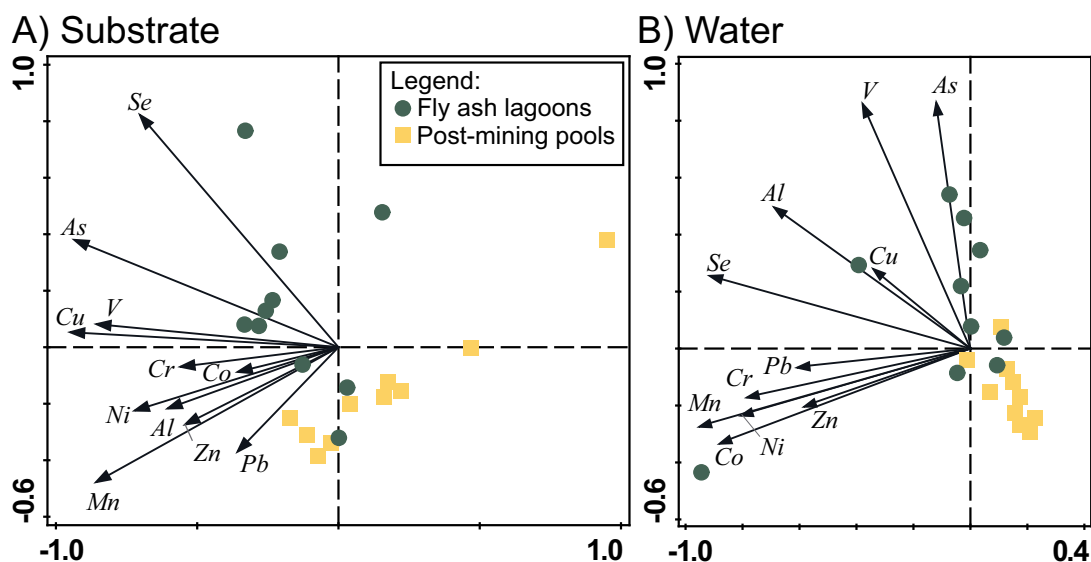 A) Substrate
B) Water
1.0
Legend:
Fly ash lagoons
Post-mining pools
Se
As
Cu
V
Cr
Co
Ni
Al
Zn
Pb
Mn
-0.6
-1.0
1.0
1.0
V
As
Al
Cu
Se
Pb
Cr
Mn
Zn
Ni
Co
-0.6
-1.0
0.4